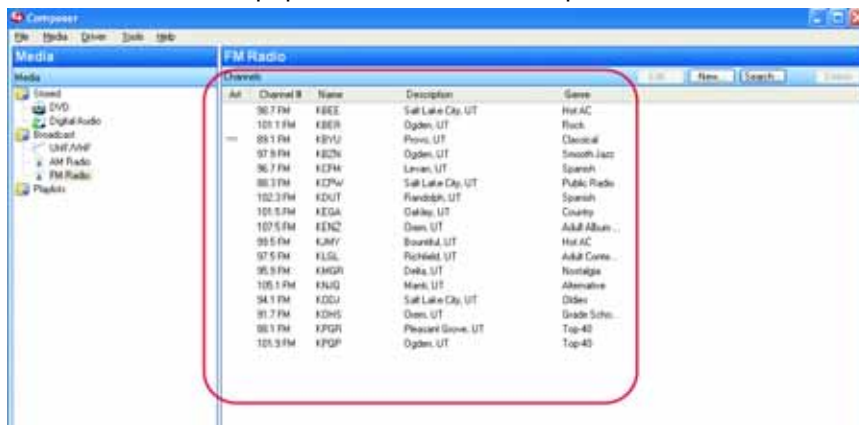 Composer
File Media Driver Tools Help
Media FM Radio
Media Channels Edit New... Search...
Stored
DVD
Digital Audio
Broadcast
UHF/VHF
AM Radio
FM Radio
Playlists
Art Channel # Name Description Genre
98.7 FM KBEE Salt Lake City, UT Hot AC
101.1 FM KBER Ogden, UT Rock
89.1 FM KBYU Provo, UT Classical
97.9 FM KBZN Ogden, UT Smooth Jazz
96.7 FM KCFM Levan, UT Spanish
88.3 FM KCPW Salt Lake City, UT Public Radio
102.3 FM KDUT Randolph, UT Spanish
101.5 FM KEGA Oakley, UT Country
107.5 FM KENZ Orem, UT Adult Album ...
99.5 FM KJMY Bountiful, UT Hot AC
97.5 FM KLGL Richfield, UT Adult Conte...
95.9 FM KMGR Delta, UT Nostalgia
105.1 FM KNJQ Manti, UT Alternative
94.1 FM KODJ Salt Lake City, UT Oldies
91.7 FM KOHS Orem, UT Grade Scho...
88.1 FM KPGR Pleasant Grove, UT Top-40
101.9 FM KPQP Ogden, UT Top-40